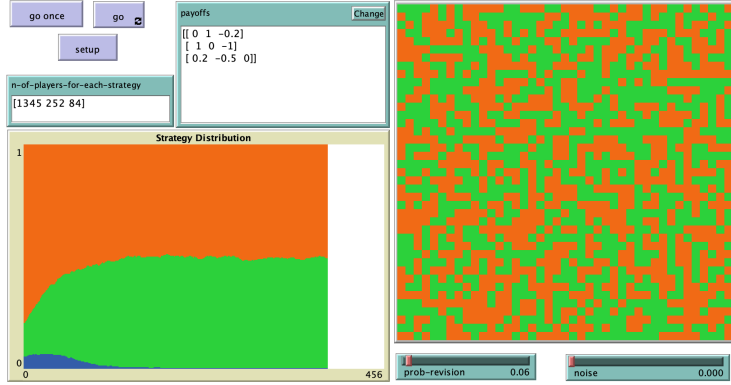 go once
go
setup
n-of-players-for-each-strategy
[1345 252 84]
payoffs
Change
[[ 0 1 -0.2]
[ 1 0 -1]
[ 0.2 -0.5 0]]
Strategy Distribution
1
0
0
456
prob-revision
0.06
noise
0.000